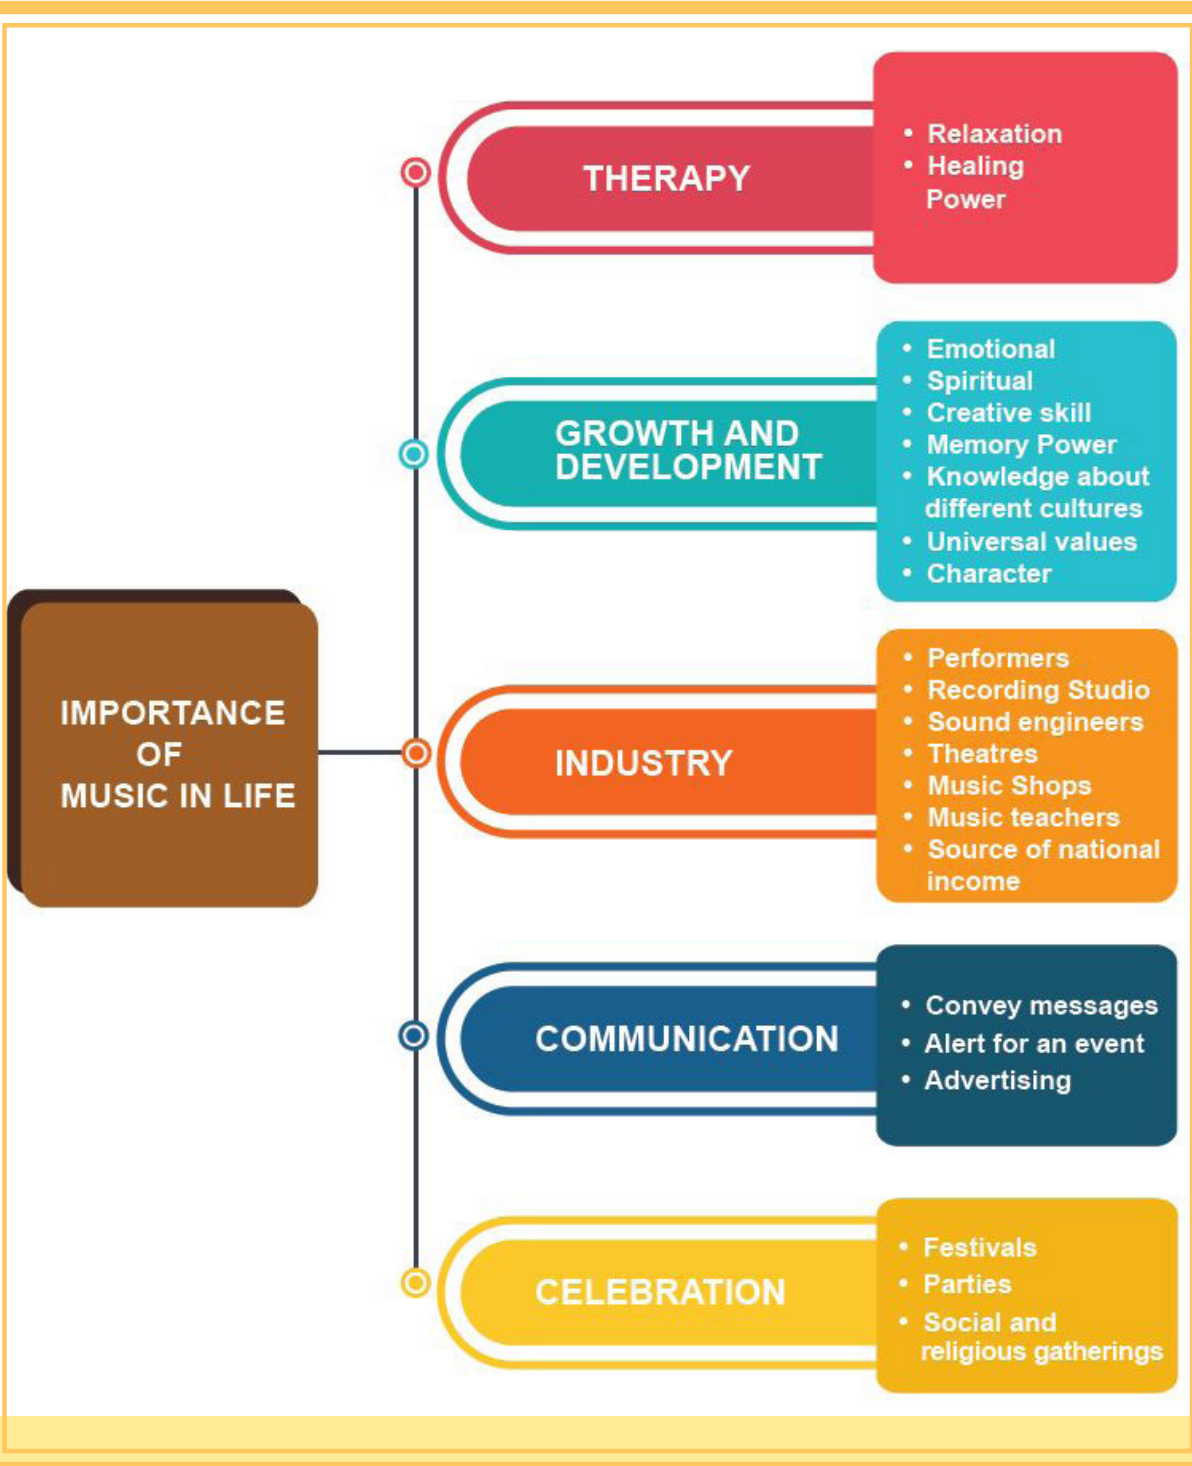 THERAPY
• Relaxation
• Healing
Power
GROWTH AND
DEVELOPMENT
• Emotional
• Spiritual
• Creative skill
• Memory Power
• Knowledge about
different cultures
• Universal values
• Character
IMPORTANCE
OF
MUSIC IN LIFE
INDUSTRY
• Performers
• Recording Studio
• Sound engineers
• Theatres
• Music Shops
• Music teachers
• Source of national
income
COMMUNICATION
• Convey messages
• Alert for an event
• Advertising
CELEBRATION
• Festivals
• Parties
• Social and
religious gatherings